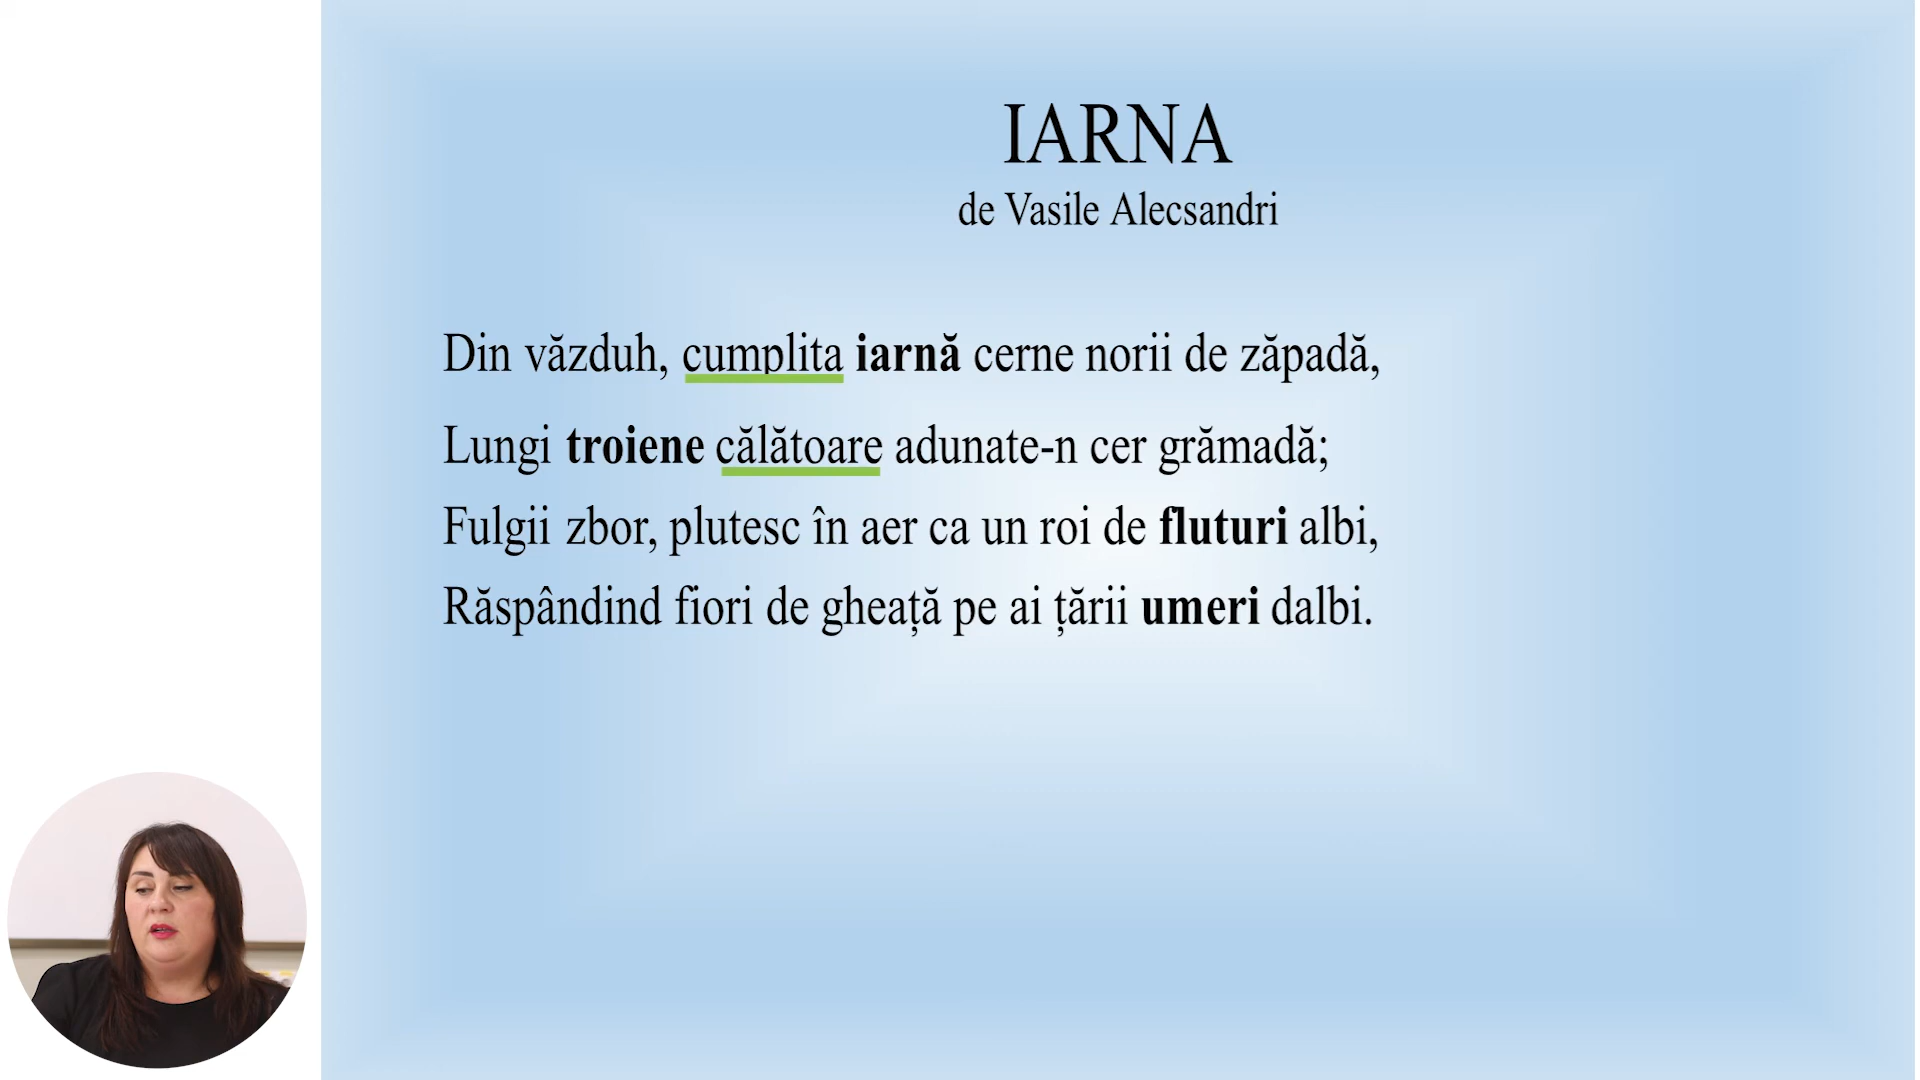 IARNA
de Vasile Alecsandri
Din văzduh, cumplita iarnă cerne norii de zăpadă,
Lungi troiene călătoare adunate-n cer grămadă;
Fulgii zbor, plutesc în aer ca un roi de fluturi albi,
Răspândind fiori de gheață pe ai țării umeri dalbi.